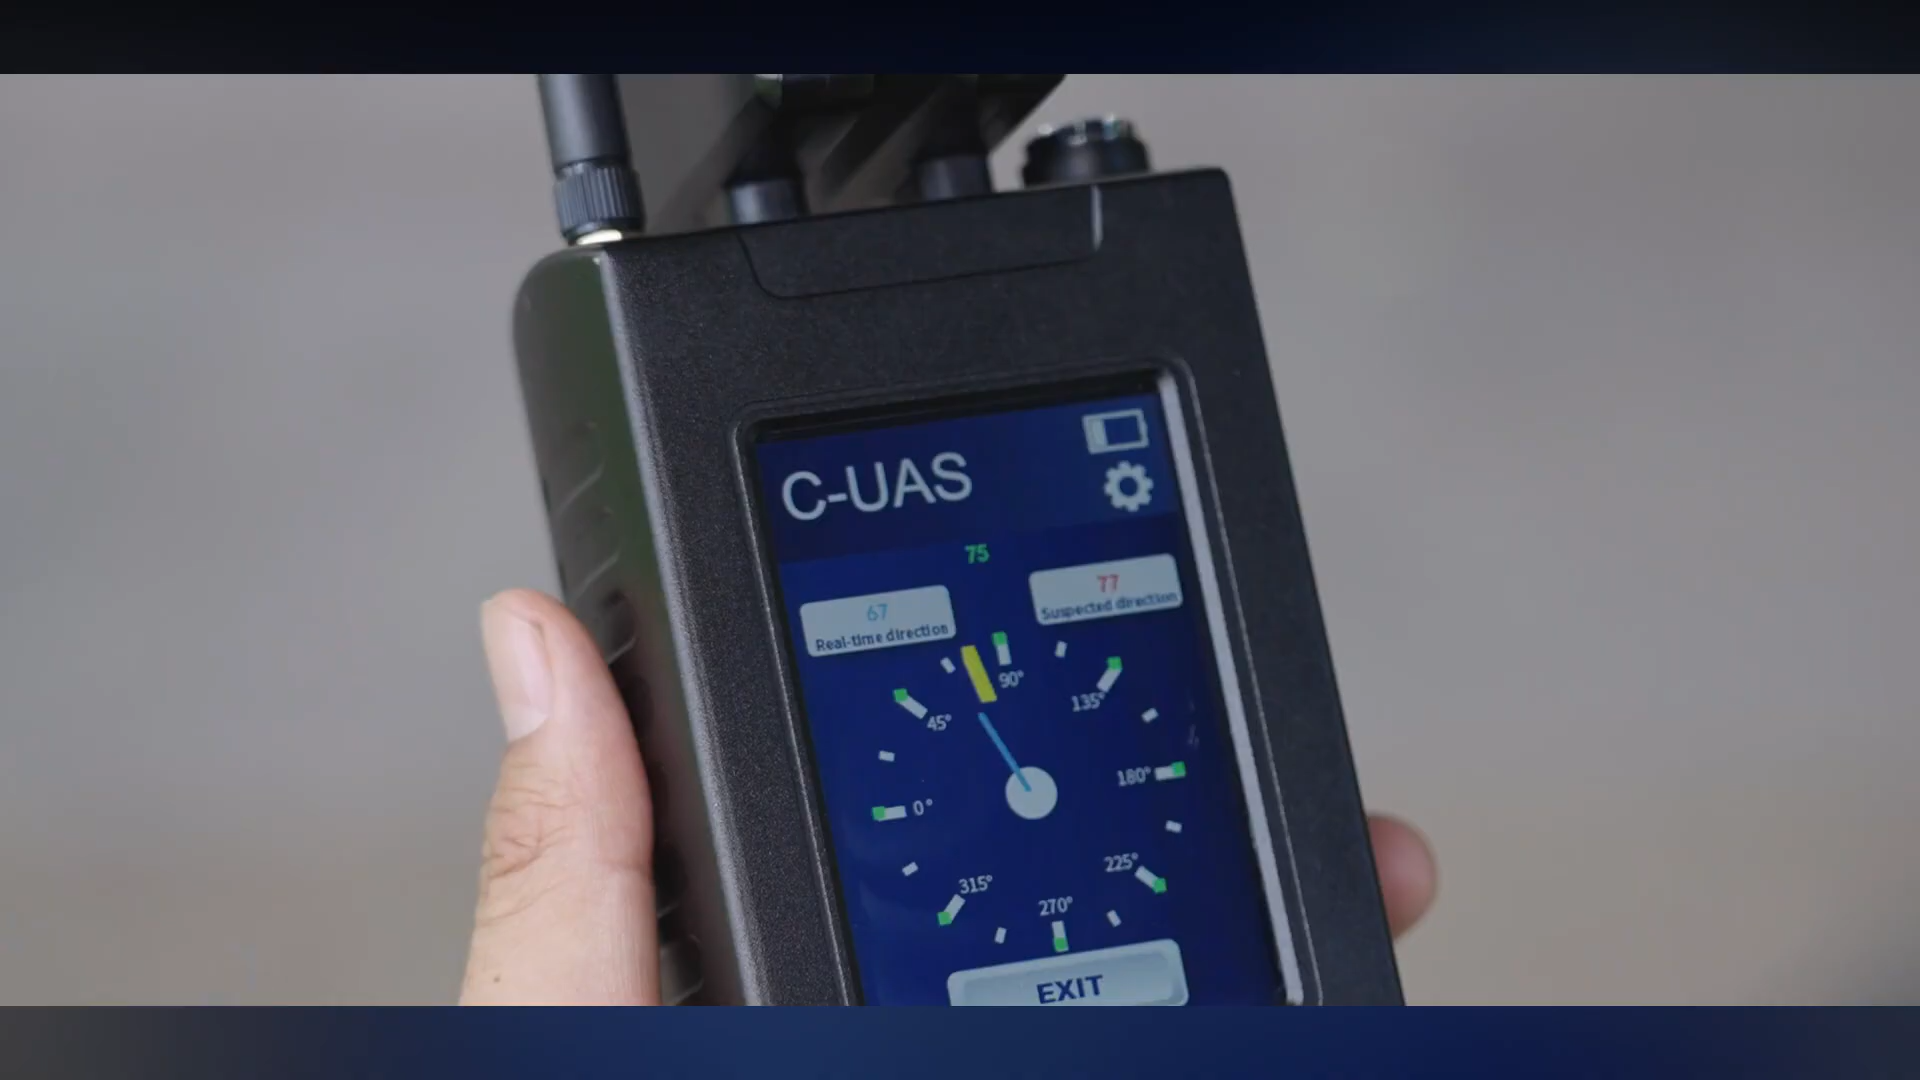 C-UAS
75
67
Real-time direction
77
Suspected direction
90°
45°
135°
0°
180°
315°
225°
270°
EXIT